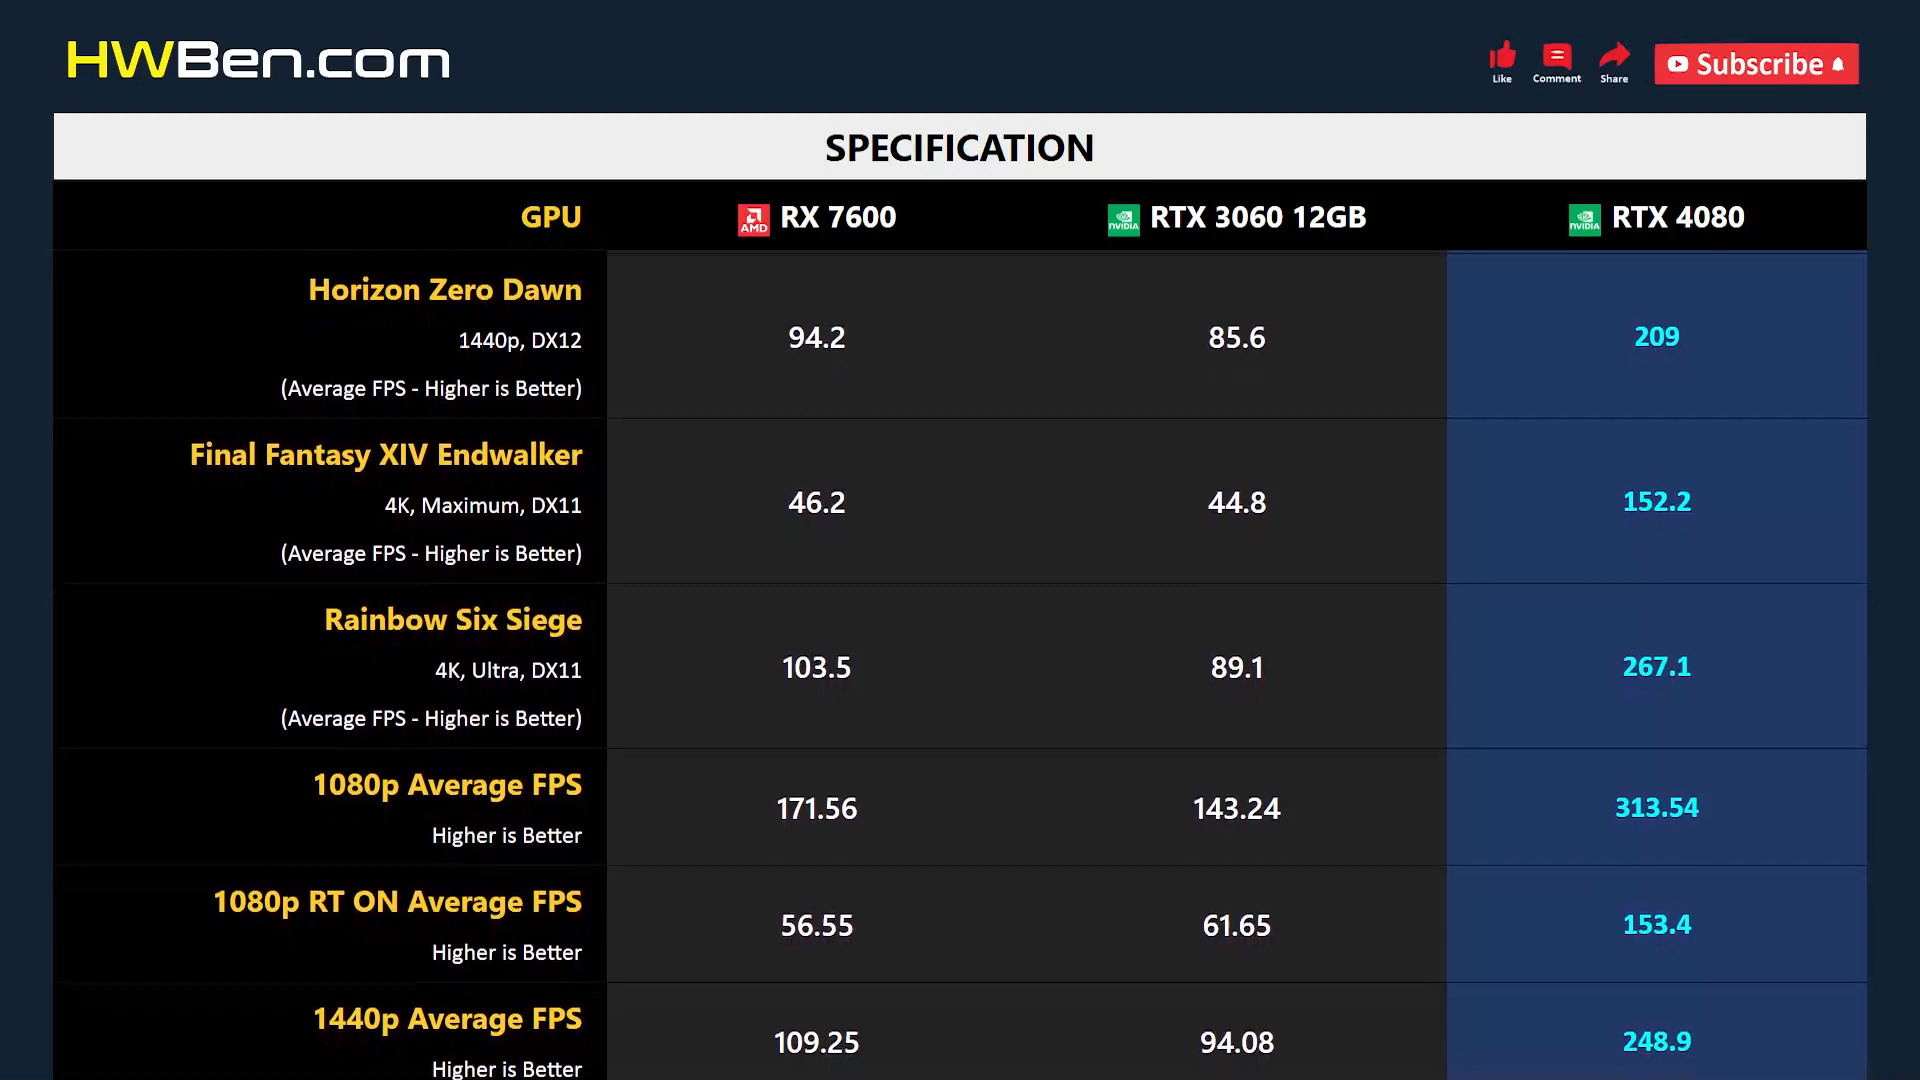 HWBen.com
Like Comment Share Subscribe
SPECIFICATION
GPU AMD RX 7600 NVIDIA RTX 3060 12GB NVIDIA RTX 4080
Horizon Zero Dawn
1440p, DX12
(Average FPS - Higher is Better)
94.2 85.6 209
Final Fantasy XIV Endwalker
4K, Maximum, DX11
(Average FPS - Higher is Better)
46.2 44.8 152.2
Rainbow Six Siege
4K, Ultra, DX11
(Average FPS - Higher is Better)
103.5 89.1 267.1
1080p Average FPS
Higher is Better
171.56 143.24 313.54
1080p RT ON Average FPS
Higher is Better
56.55 61.65 153.4
1440p Average FPS
Higher is Better
109.25 94.08 248.9